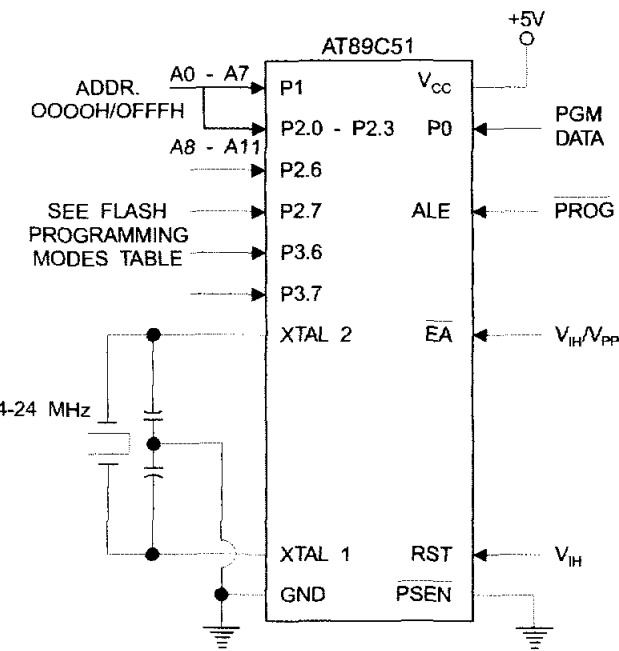 +5V
AT89C51
ADDR.
OOOOH/OFFFH
A0 - A7
P1
VCC
P2.0 - P2.3
P0
PGM
DATA
A8 - A11
P2.6
SEE FLASH
PROGRAMMING
MODES TABLE
P2.7
ALE
PROG
P3.6
P3.7
XTAL 2
EA
VIH/VPP
4-24 MHz
XTAL 1
RST
VIH
GND
PSEN